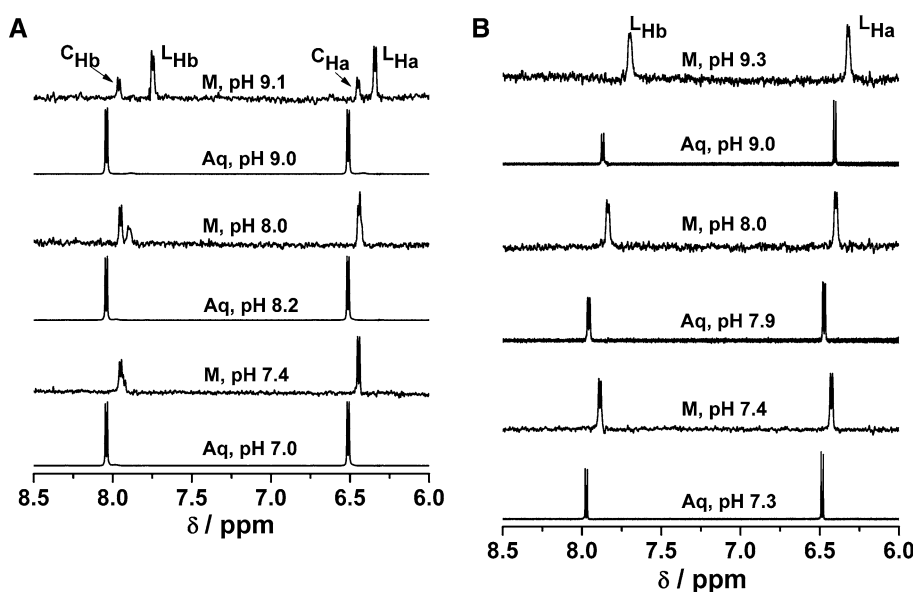 A
C_Hb L_Hb C_Ha L_Ha
M, pH 9.1
Aq, pH 9.0
M, pH 8.0
Aq, pH 8.2
M, pH 7.4
Aq, pH 7.0
8.5 8.0 7.5 7.0 6.5 6.0
δ / ppm
B
L_Hb L_Ha
M, pH 9.3
Aq, pH 9.0
M, pH 8.0
Aq, pH 7.9
M, pH 7.4
Aq, pH 7.3
8.5 8.0 7.5 7.0 6.5 6.0
δ / ppm